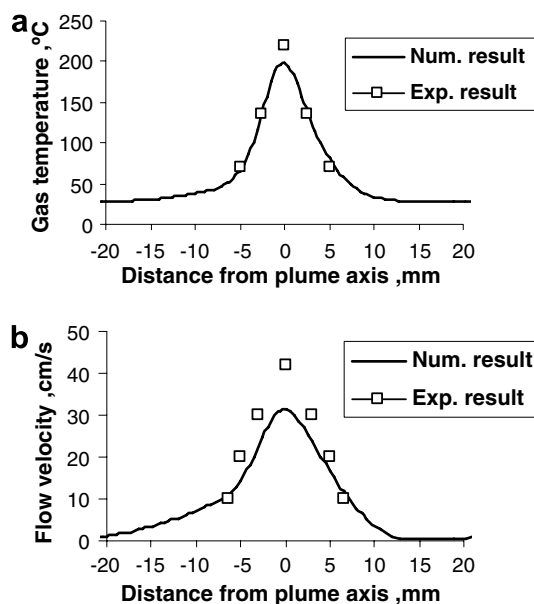 a
250
200
150
100
50
0
Gas temperature ,ºC
Num. result
Exp. result
-20 -15 -10 -5 0 5 10 15 20
Distance from plume axis ,mm
b
50
40
30
20
10
0
Flow velocity ,cm/s
Num. result
Exp. result
-20 -15 -10 -5 0 5 10 15 20
Distance from plume axis ,mm